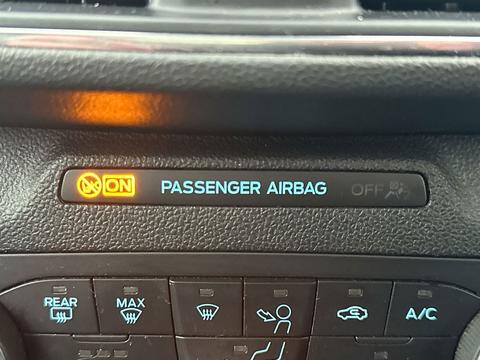 ON PASSENGER AIRBAG OFF
REAR MAX A/C